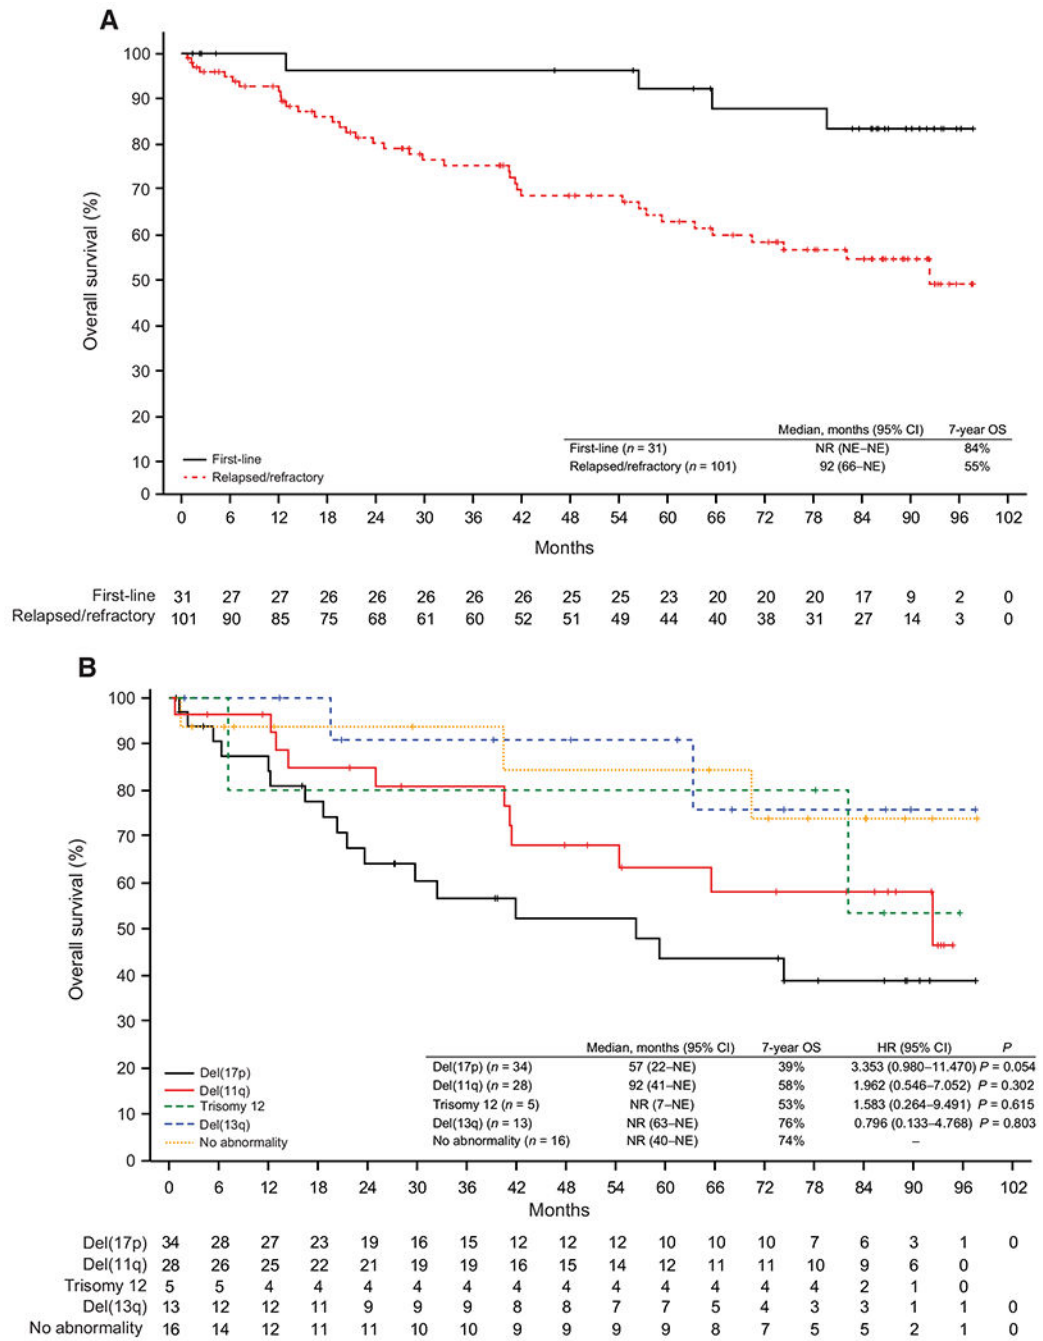 A
100
90
80
70
60
50
40
30
20
10
0
Overall survival (%)
Median, months (95% CI) 7-year OS
First-line (n = 31) NR (NE–NE) 84%
Relapsed/refractory (n = 101) 92 (66–NE) 55%
First-line
Relapsed/refractory
0 6 12 18 24 30 36 42 48 54 60 66 72 78 84 90 96 102
Months
First-line 31 27 27 26 26 26 26 26 25 25 23 20 20 20 17 9 2 0
Relapsed/refractory 101 90 85 75 68 61 60 52 51 49 44 40 38 31 27 14 3 0
B
100
90
80
70
60
50
40
30
20
10
0
Overall survival (%)
Median, months (95% CI) 7-year OS HR (95% CI) P
Del(17p) (n = 34) 57 (22–NE) 39% 3.353 (0.980–11.470) P = 0.054
Del(11q) (n = 28) 92 (41–NE) 58% 1.962 (0.546–7.052) P = 0.302
Trisomy 12 (n = 5) NR (7–NE) 53% 1.583 (0.264–9.491) P = 0.615
Del(13q) (n = 13) NR (63–NE) 76% 0.796 (0.133–4.768) P = 0.803
No abnormality (n = 16) NR (40–NE) 74% –
Del(17p)
Del(11q)
Trisomy 12
Del(13q)
No abnormality
0 6 12 18 24 30 36 42 48 54 60 66 72 78 84 90 96 102
Months
Del(17p) 34 28 27 23 19 16 15 12 12 12 10 10 10 7 6 3 1 0
Del(11q) 28 26 25 22 21 19 19 16 15 14 12 11 11 10 9 6 0
Trisomy 12 5 5 4 4 4 4 4 4 4 4 4 4 4 4 2 1 0
Del(13q) 13 12 12 11 9 9 9 8 8 7 7 5 4 3 3 1 1 0
No abnormality 16 14 12 11 11 10 10 9 9 9 9 8 7 5 5 2 1 0